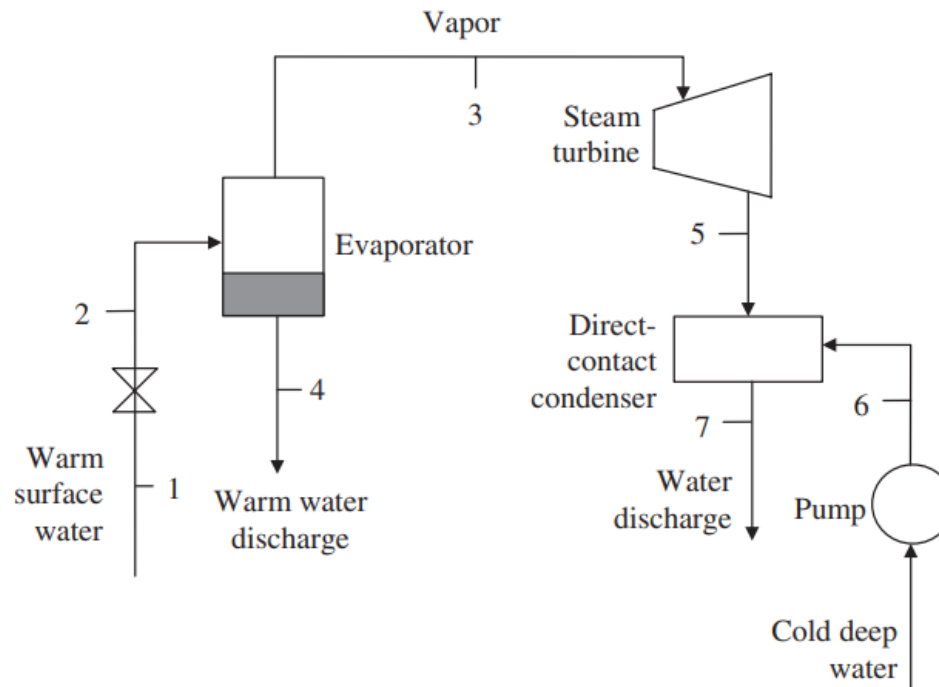 Vapor
3
Steam
turbine
5
Evaporator
2
Direct-
contact
condenser
4
6
7
Warm
surface
water
1
Warm water
discharge
Water
discharge
Pump
Cold deep
water